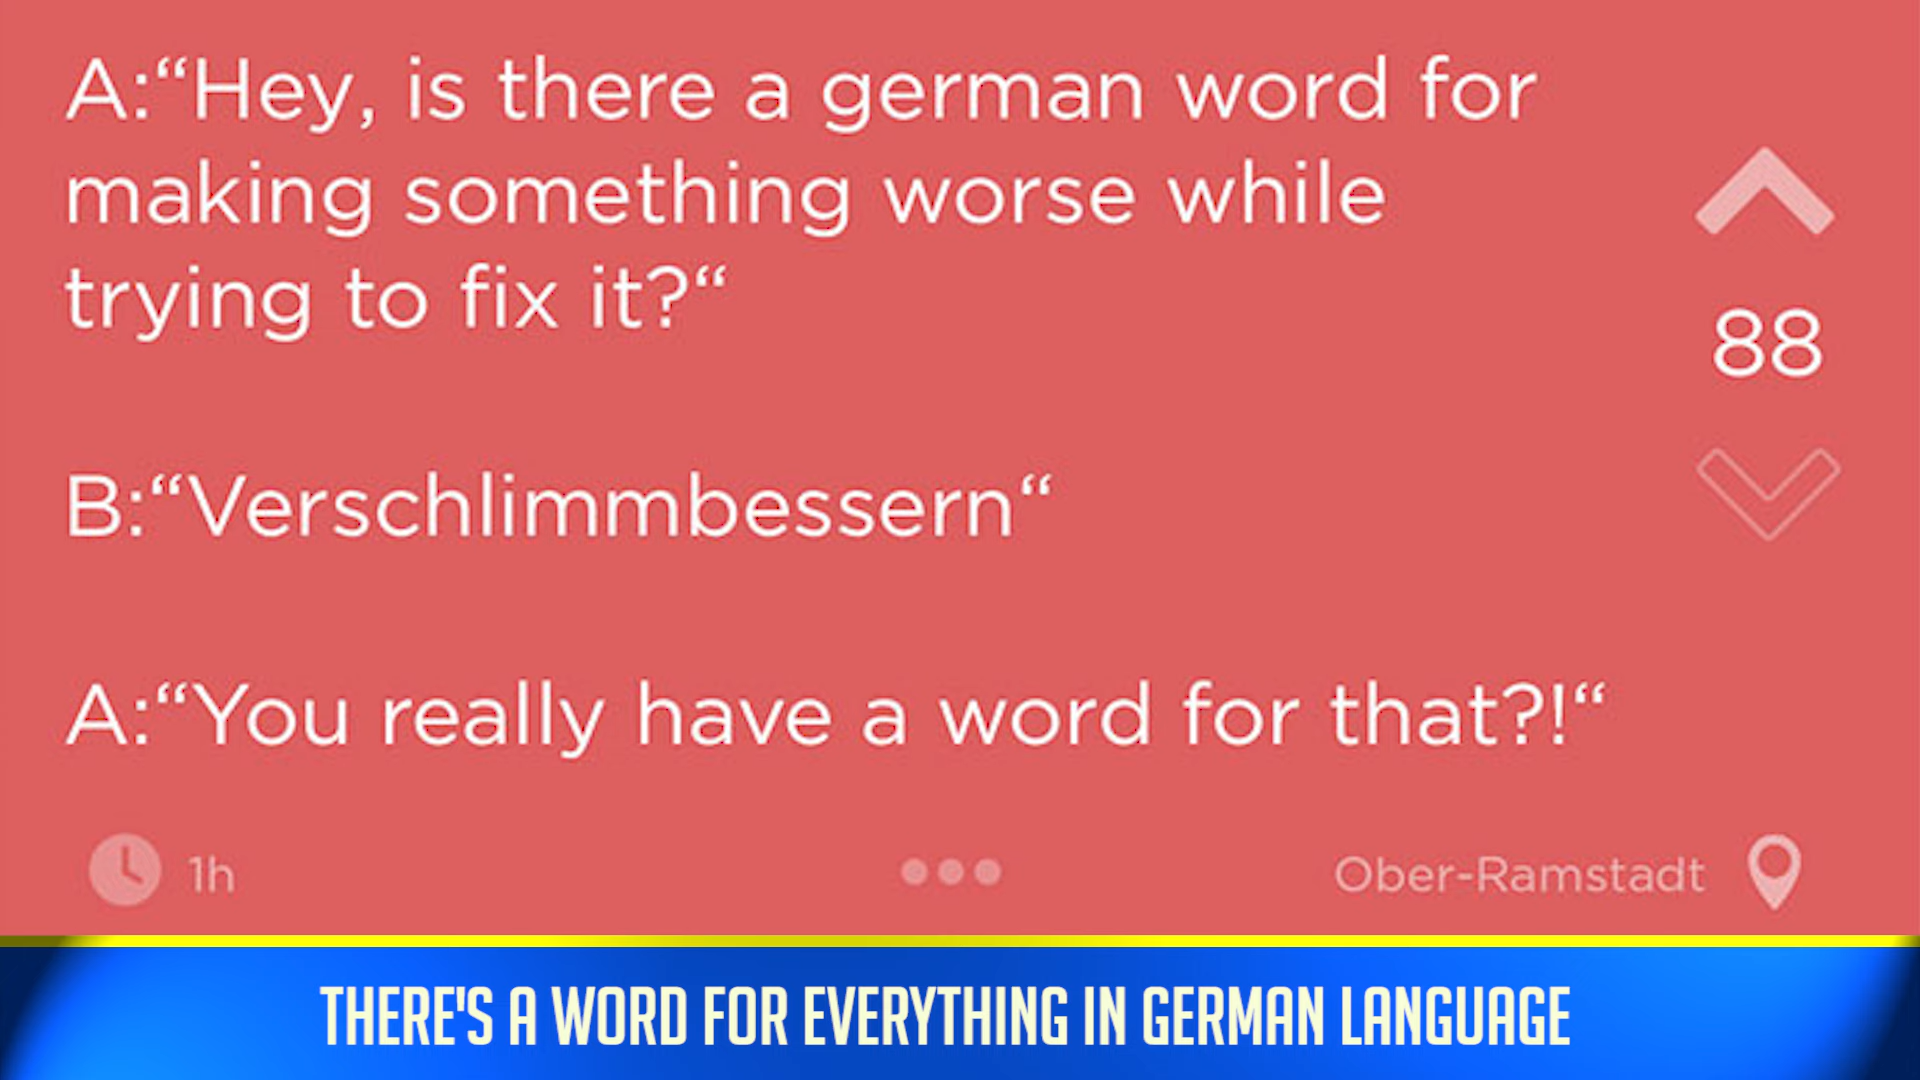 A:“Hey, is there a german word for
making something worse while
trying to fix it?“
88
B:“Verschlimmbessern“
A:“You really have a word for that?!“
1h
Ober-Ramstadt
THERE'S A WORD FOR EVERYTHING IN GERMAN LANGUAGE